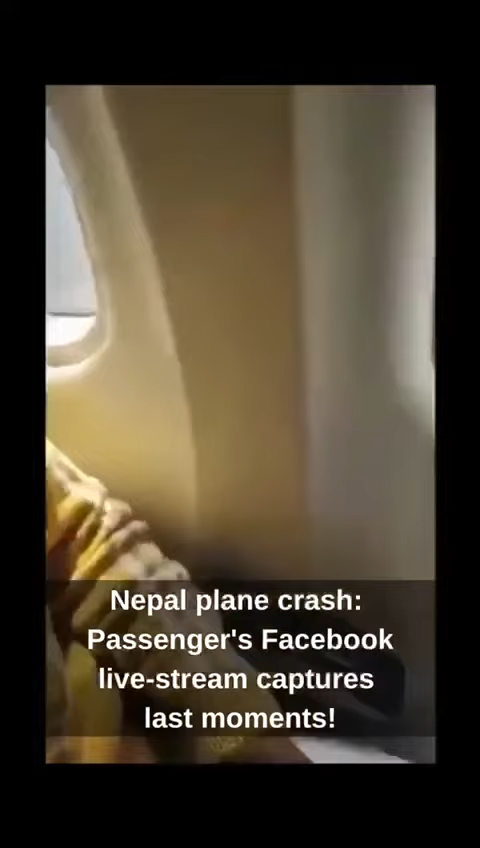 Nepal plane crash:
Passenger's Facebook
live-stream captures
last moments!